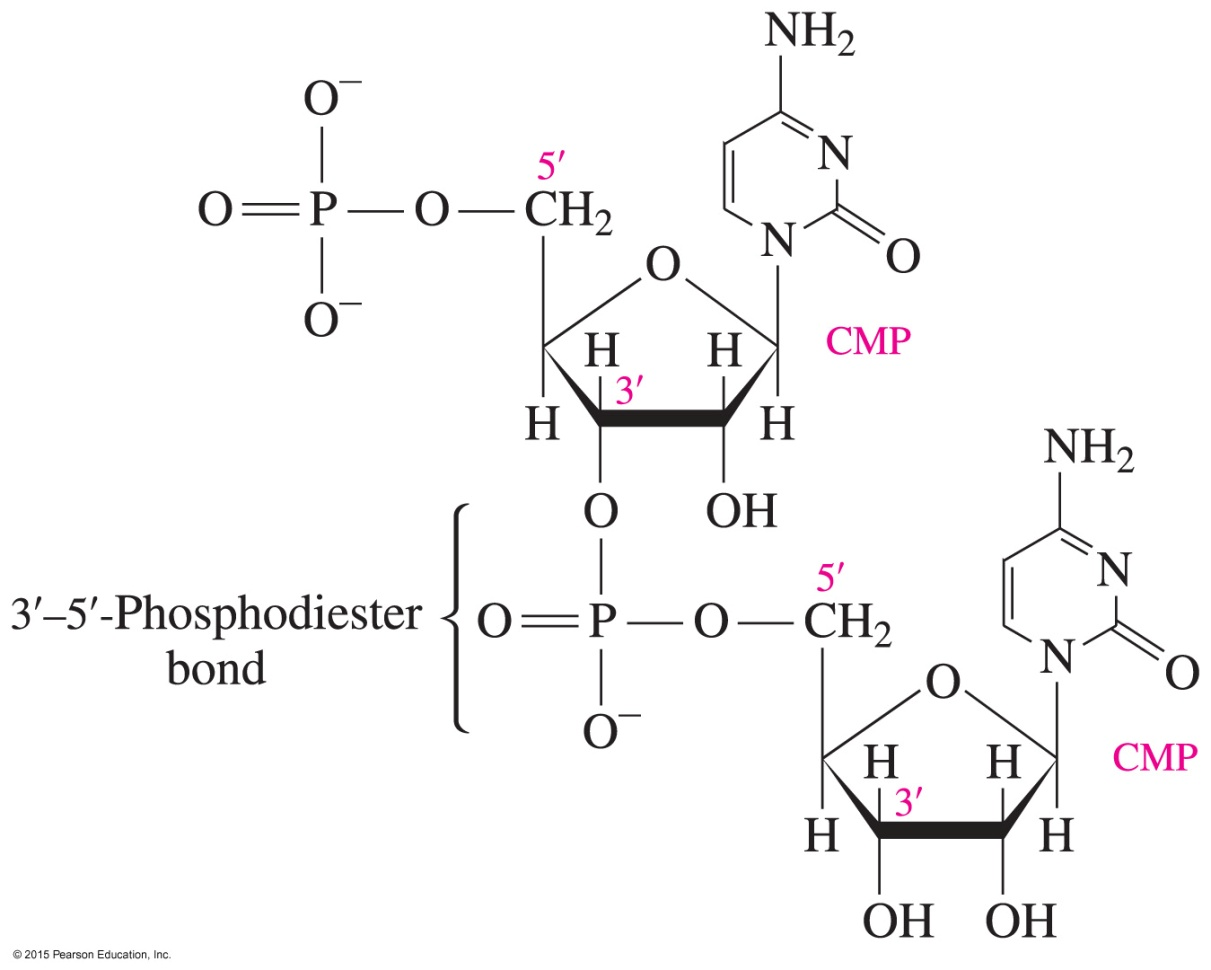 NH₂
O⁻
5′
N
O=P—O—CH₂
N
O
O
O⁻
H H
CMP
3′
H H
O OH
NH₂
5′
N
3′–5′-Phosphodiester
O=P—O—CH₂
bond
N
O
O
O⁻
H H
CMP
3′
H H
OH OH
© 2015 Pearson Education, Inc.